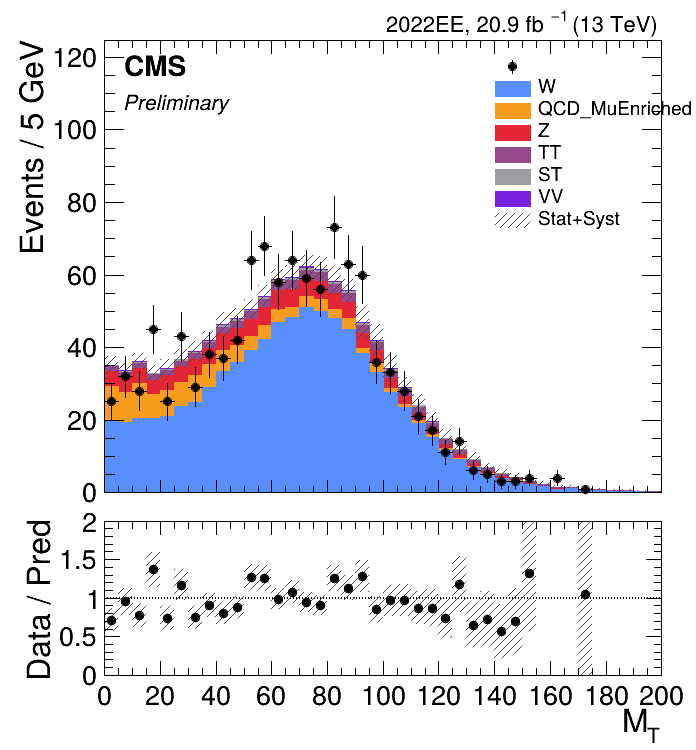 2022EE, 20.9 fb⁻¹ (13 TeV)
Events / 5 GeV
120
100
80
60
40
20
0
CMS
Preliminary
W
QCD_MuEnriched
Z
TT
ST
VV
Stat+Syst
Data / Pred
2
1.5
1
0.5
0
0 20 40 60 80 100 120 140 160 180 200
M_T